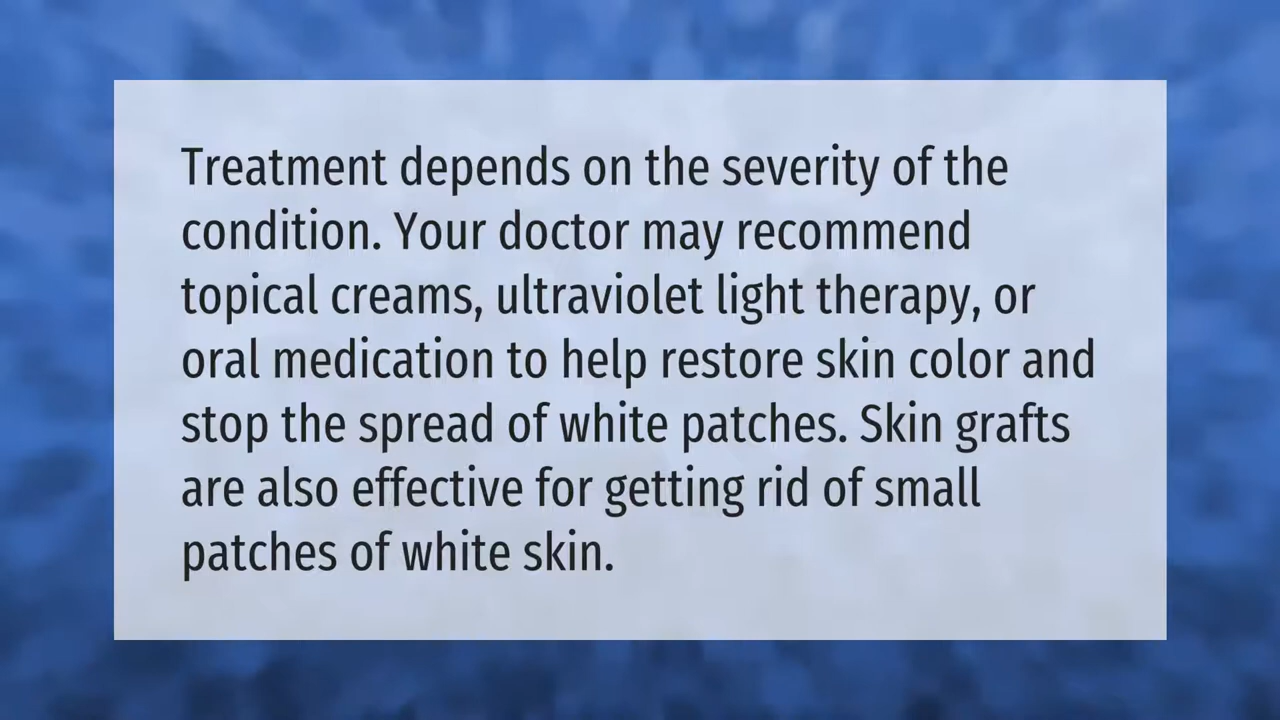 Treatment depends on the severity of the
condition. Your doctor may recommend
topical creams, ultraviolet light therapy, or
oral medication to help restore skin color and
stop the spread of white patches. Skin grafts
are also effective for getting rid of small
patches of white skin.